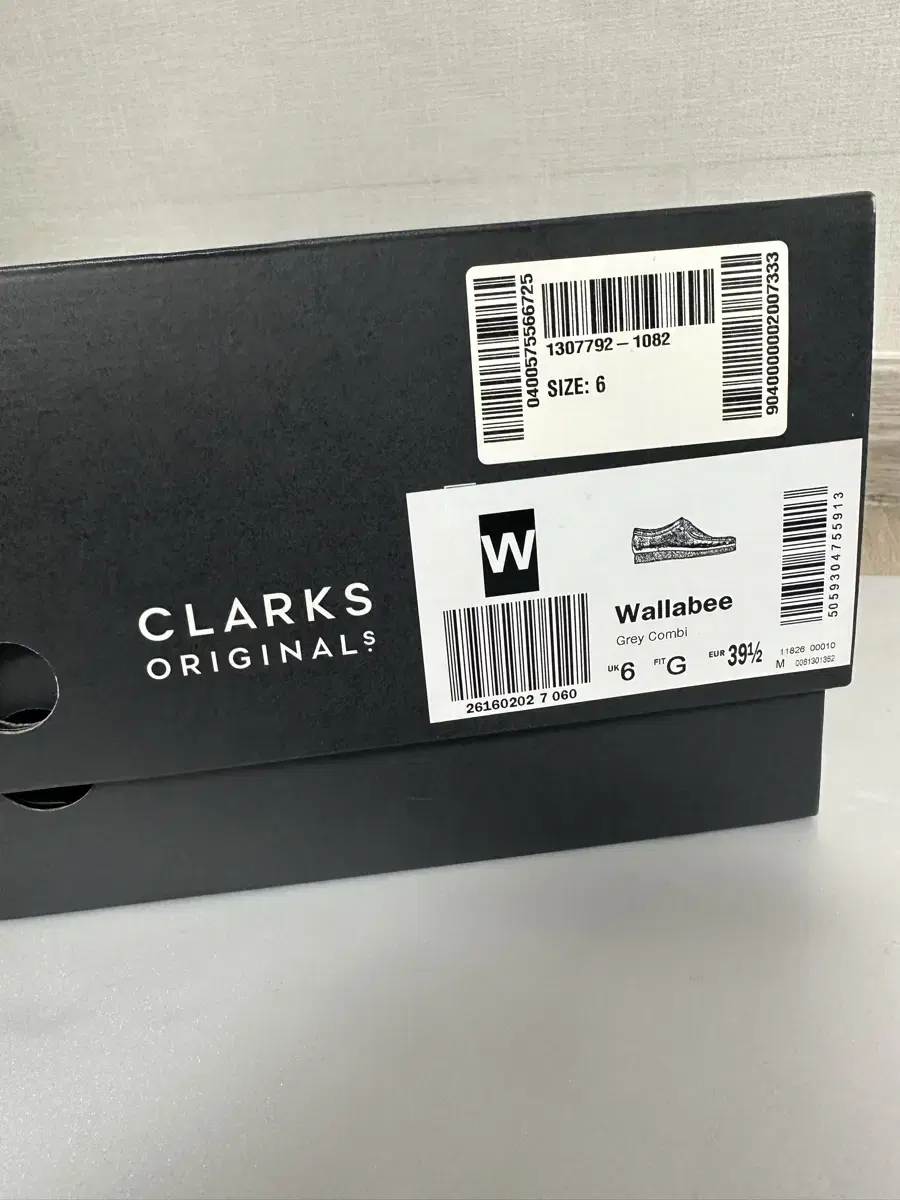 0400575566725
1307792-1082
SIZE: 6
9040000002007333
W
26160202 7 060
Wallabee
Grey Combi
UK 6 FIT G EUR 39½
5059304755913
11826 00010
M 0081301352
CLARKS
ORIGINALS